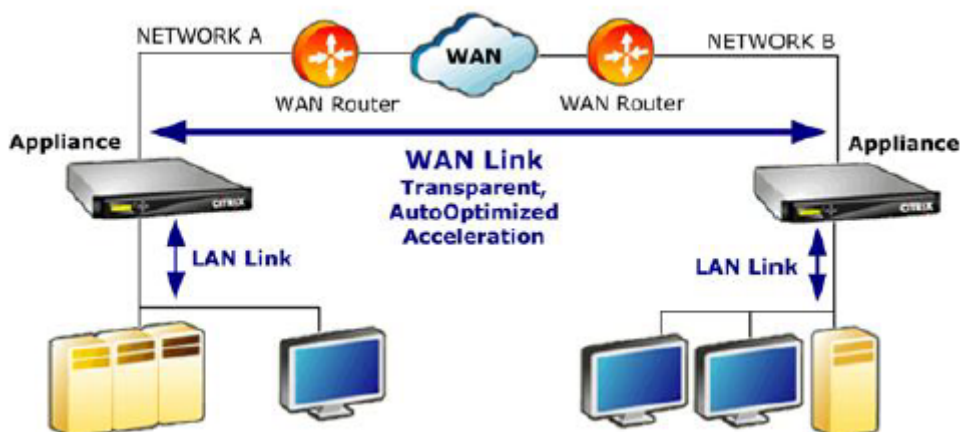 NETWORK A
WAN
NETWORK B
WAN Router
WAN Router
Appliance
Appliance
WAN Link
Transparent,
AutoOptimized
Acceleration
CITRIX
CITRIX
LAN Link
LAN Link